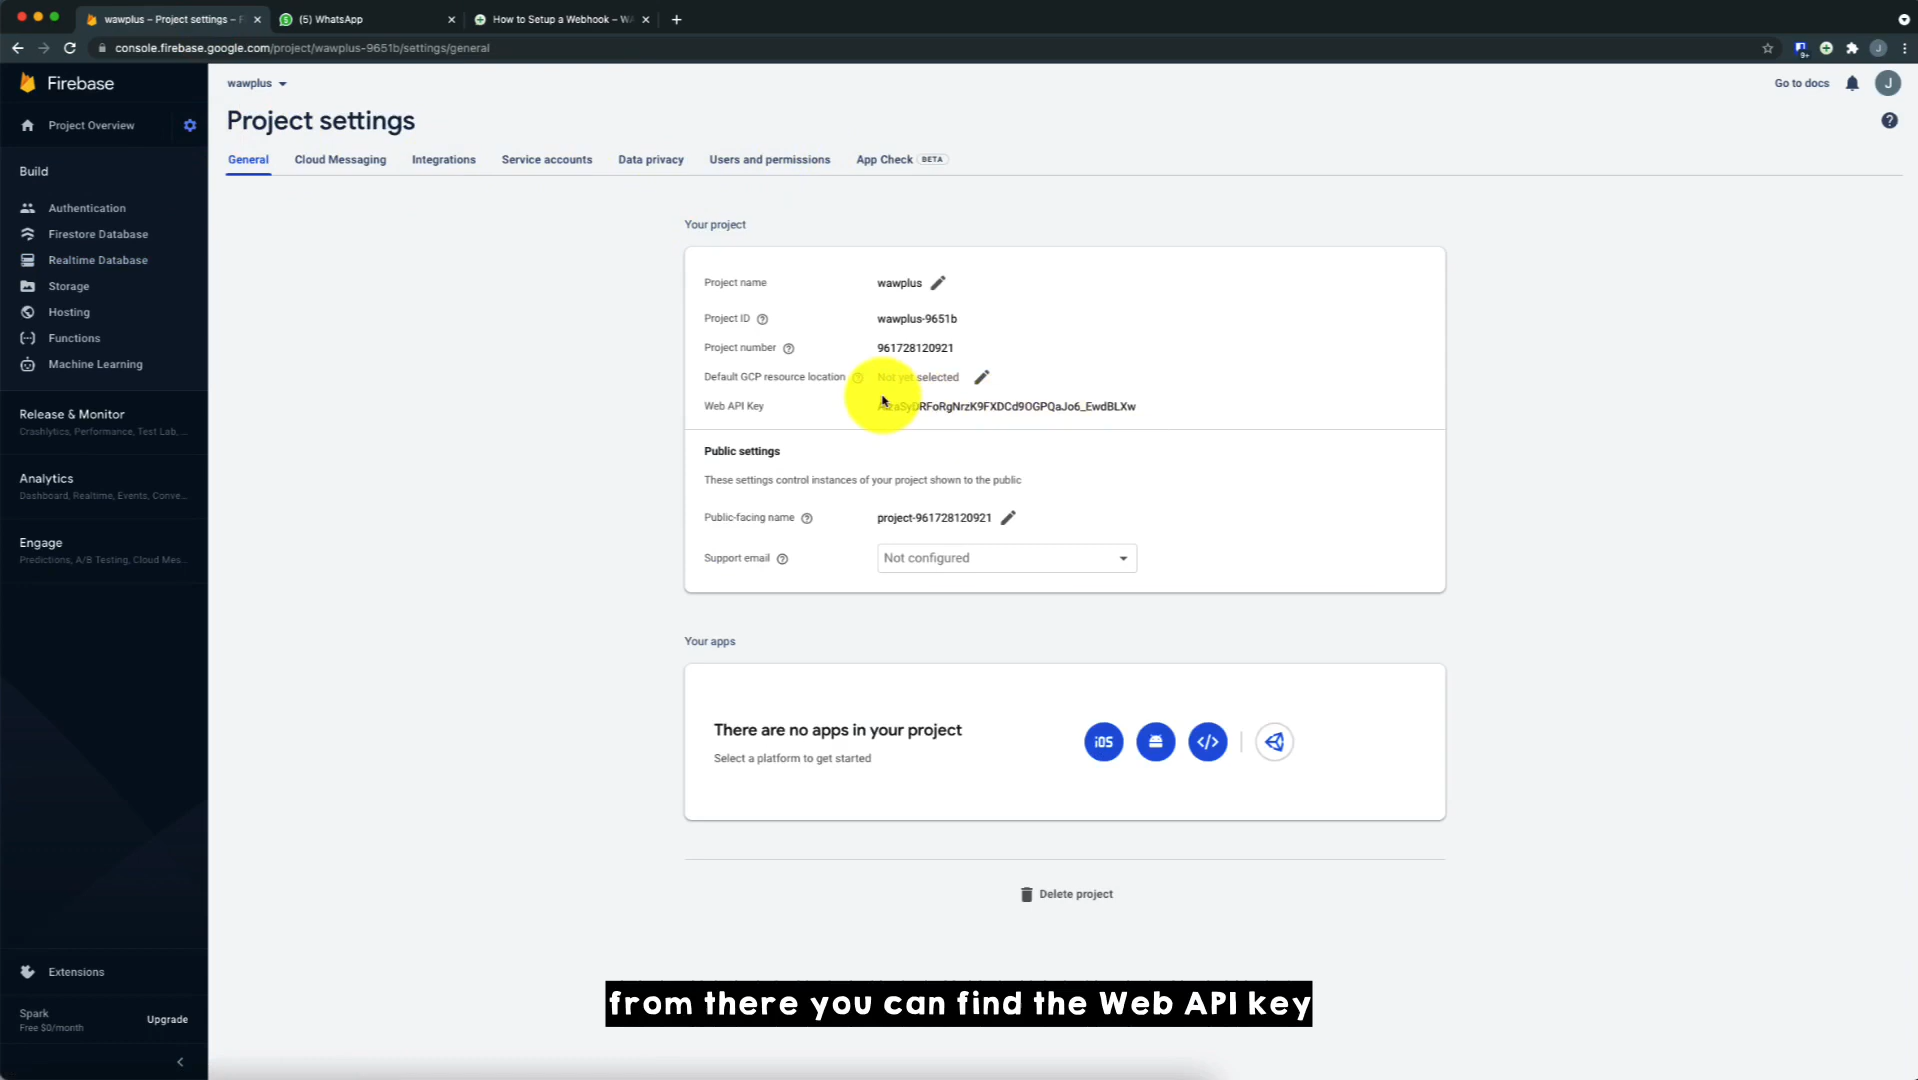 wawplus – Project settings – F
(5) WhatsApp
How to Setup a Webhook – WA
console.firebase.google.com/project/wawplus-9651b/settings/general
9+
J
Firebase
wawplus
Go to docs
J
Project Overview
Project settings
General
Cloud Messaging
Integrations
Service accounts
Data privacy
Users and permissions
App Check BETA
Build
Authentication
Firestore Database
Realtime Database
Storage
Hosting
Functions
Machine Learning
Release & Monitor
Crashlytics, Performance, Test Lab, ...
Analytics
Dashboard, Realtime, Events, Conve...
Engage
Predictions, A/B Testing, Cloud Mes...
Extensions
Spark
Free $0/month
Upgrade
Your project
Project name
wawplus
Project ID
wawplus-9651b
Project number
961728120921
Default GCP resource location
Not yet selected
Web API Key
AIzaSyDRFoRgNrzK9FXDCd9OGPQaJo6_EwdBLXw
Public settings
These settings control instances of your project shown to the public
Public-facing name
project-961728120921
Support email
Not configured
Your apps
There are no apps in your project
Select a platform to get started
iOS
Delete project
from there you can find the Web API key